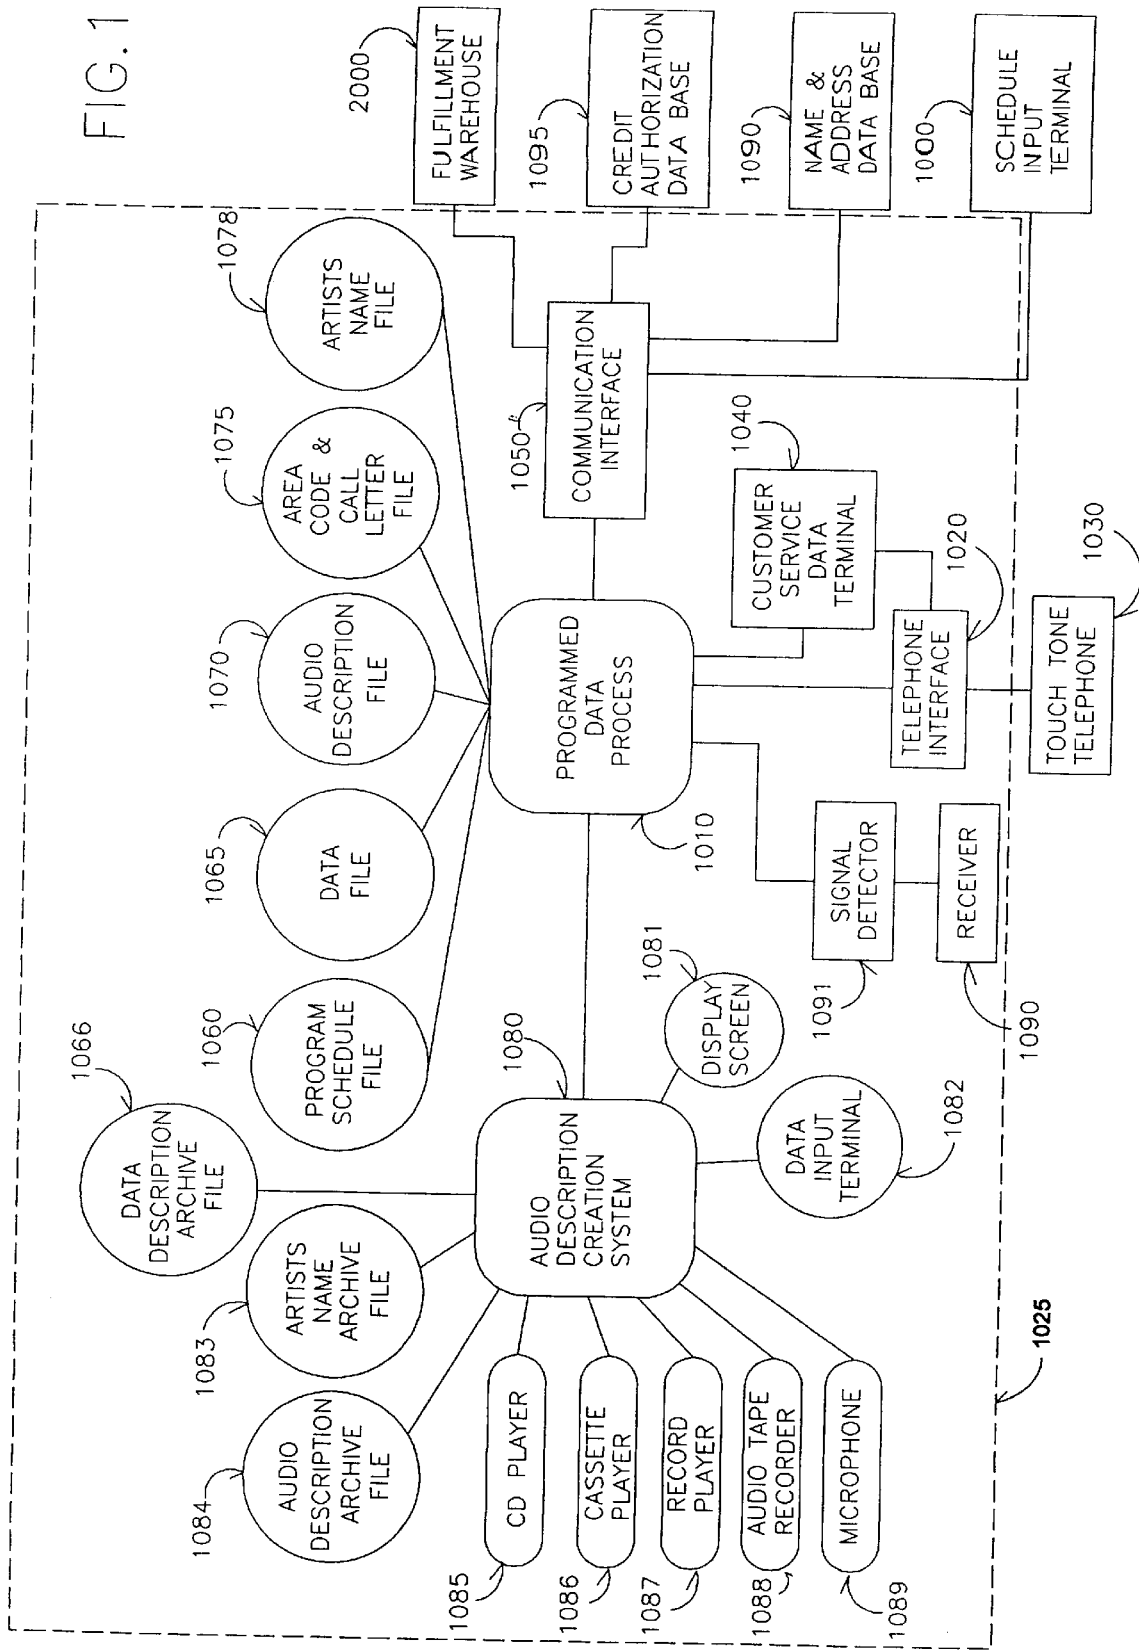 FIG. 1
1066
DATA
DESCRIPTION
ARCHIVE
FILE
1084
AUDIO
DESCRIPTION
ARCHIVE
FILE
1083
ARTISTS
NAME
ARCHIVE
FILE
1060
PROGRAM
SCHEDULE
FILE
1065
DATA
FILE
1070
AUDIO
DESCRIPTION
FILE
1075
AREA
CODE &
CALL
LETTER
FILE
1078
ARTISTS
NAME
FILE
2000
FULFILLMENT
WAREHOUSE
1085
CD PLAYER
1086
CASSETTE
PLAYER
1087
RECORD
PLAYER
1088
AUDIO TAPE
RECORDER
1089
MICROPHONE
1080
AUDIO
DESCRIPTION
CREATION
SYSTEM
1081
DISPLAY
SCREEN
1082
DATA
INPUT
TERMINAL
1010
PROGRAMMED
DATA
PROCESS
1050
COMMUNICATION
INTERFACE
1095
CREDIT
AUTHORIZATION
DATA BASE
1090
NAME &
ADDRESS
DATA BASE
1000
SCHEDULE
INPUT
TERMINAL
1091
SIGNAL
DETECTOR
1090
RECEIVER
1040
CUSTOMER
SERVICE
DATA
TERMINAL
1020
TELEPHONE
INTERFACE
1030
TOUCH TONE
TELEPHONE
1025